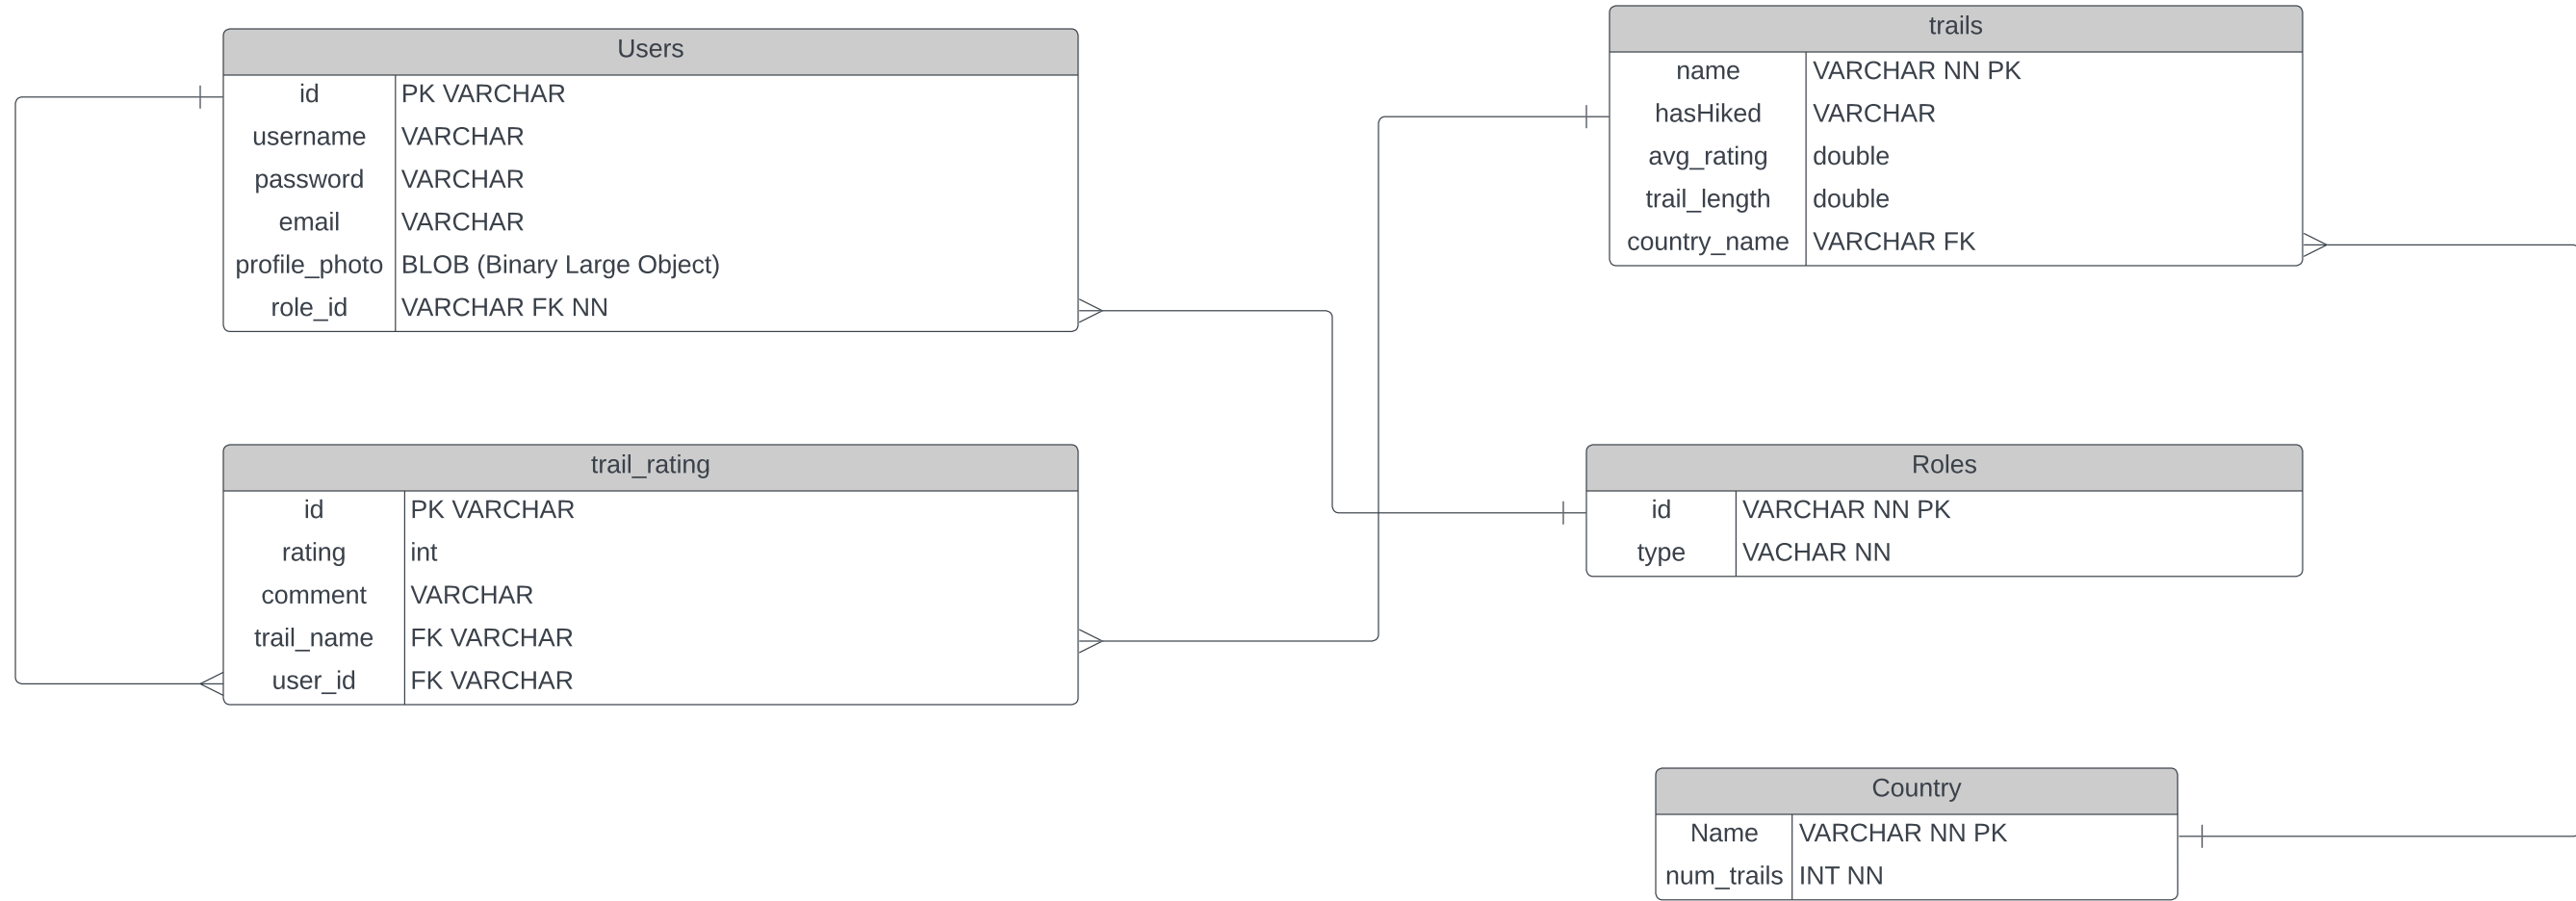 Users
id PK VARCHAR
username VARCHAR
password VARCHAR
email VARCHAR
profile_photo BLOB (Binary Large Object)
role_id VARCHAR FK NN
trails
name VARCHAR NN PK
hasHiked VARCHAR
avg_rating double
trail_length double
country_name VARCHAR FK
trail_rating
id PK VARCHAR
rating int
comment VARCHAR
trail_name FK VARCHAR
user_id FK VARCHAR
Roles
id VARCHAR NN PK
type VACHAR NN
Country
Name VARCHAR NN PK
num_trails INT NN